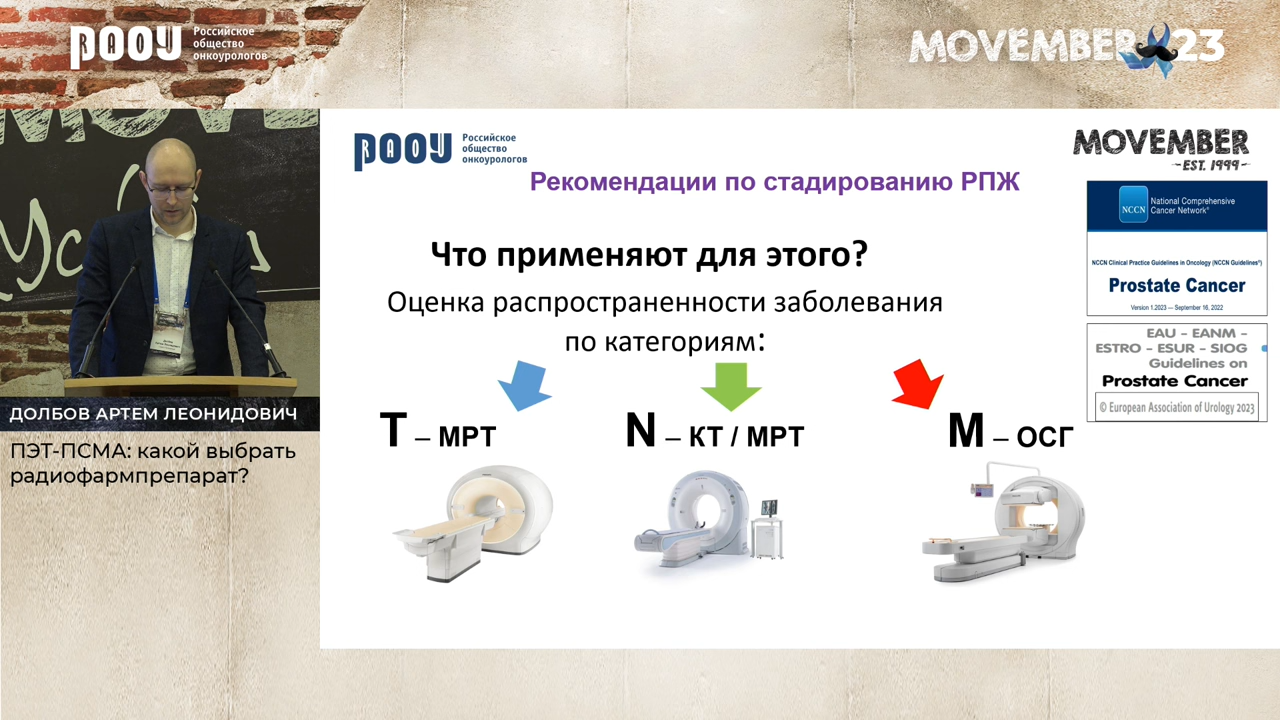 РООУ
RAOU
Российское
общество
онкоурологов
MOVEMBER 23
РООУ
RAOU
Российское
общество
онкоурологов
MOVEMBER
-EST. 1999-
Рекомендации по стадированию РПЖ
Что применяют для этого?
Оценка распространенности заболевания
по категориям:
T – МРТ
N – КТ / МРТ
M – ОСГ
NCCN
National Comprehensive
Cancer Network®
NCCN Clinical Practice Guidelines in Oncology (NCCN Guidelines®)
Prostate Cancer
Version 1.2023 — September 16, 2022
EAU – EANM –
ESTRO – ESUR – SIOG
Guidelines on
Prostate Cancer
© European Association of Urology 2023
ДОЛБОВ АРТЕМ ЛЕОНИДОВИЧ
ПЭТ-ПСМА: какой выбрать
радиофармпрепарат?